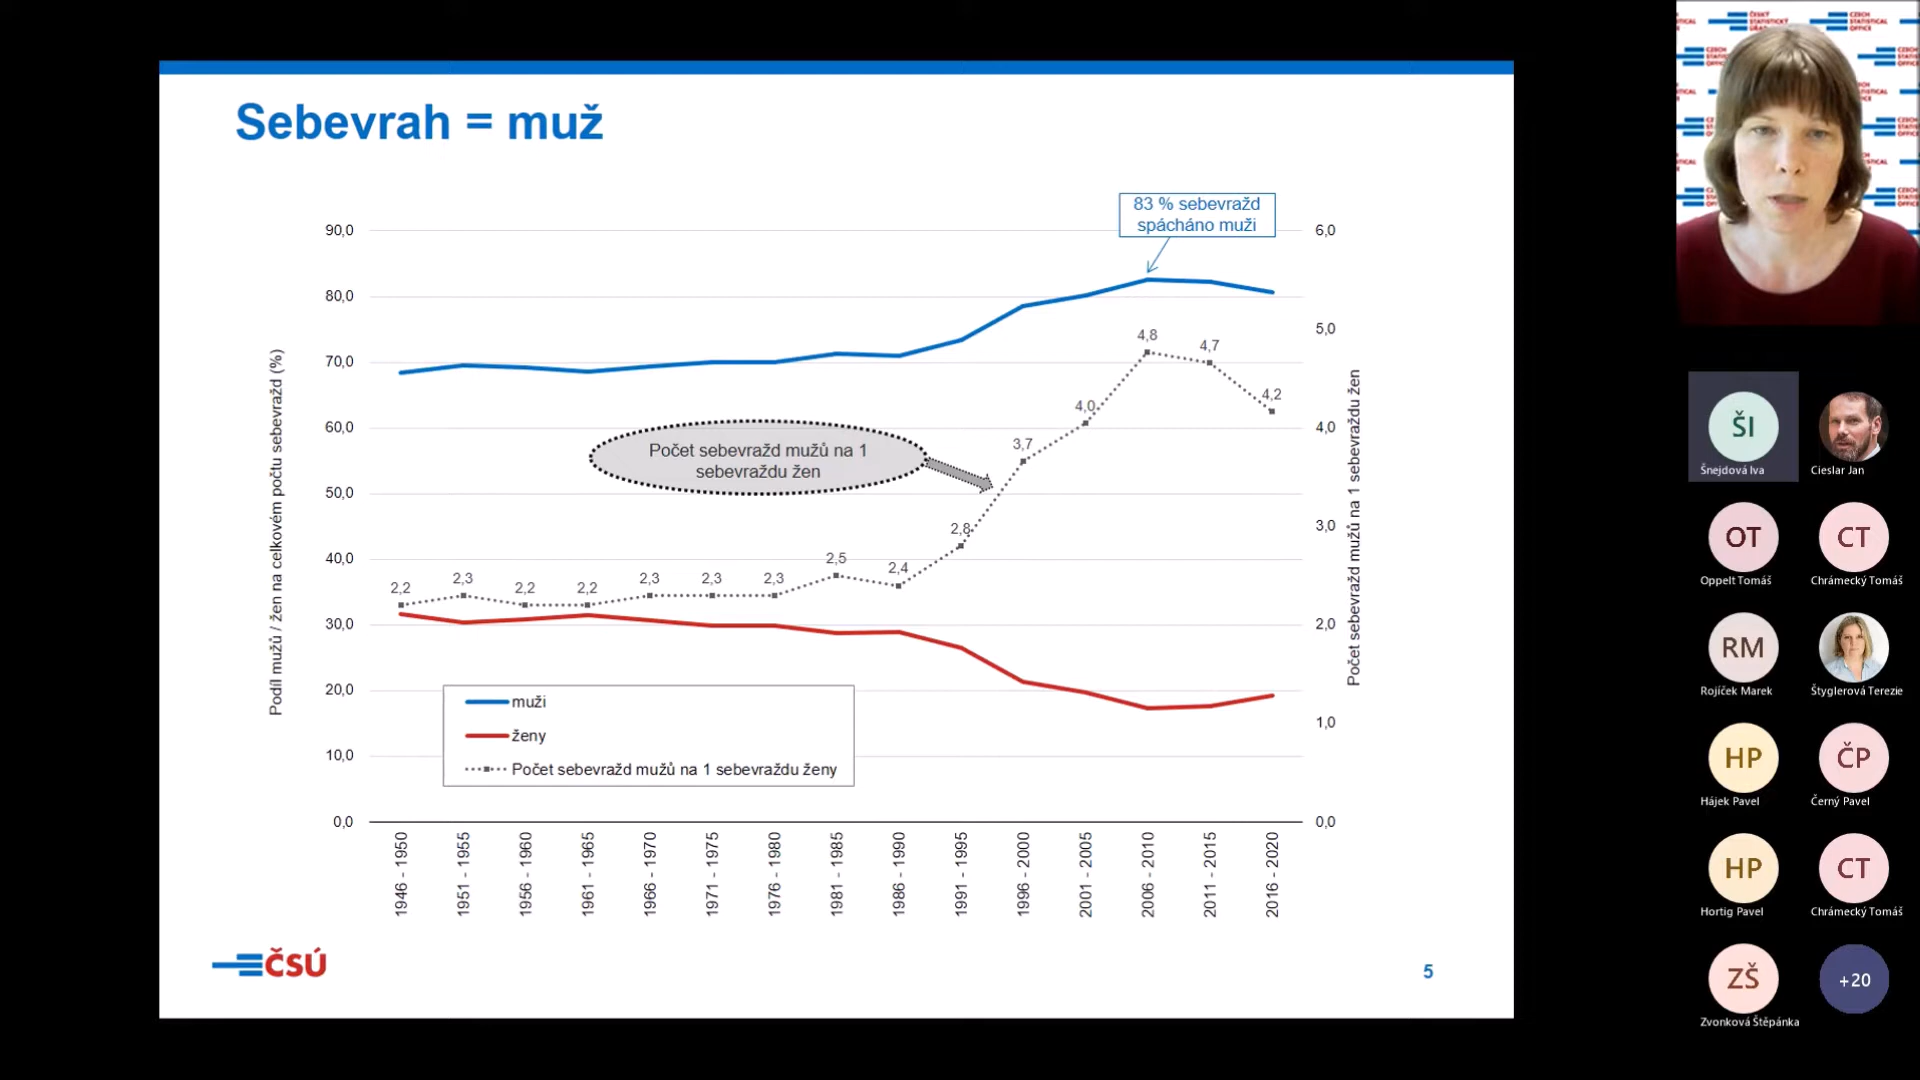 Sebevrah = muž
83 % sebevražd
spácháno muži
Podíl mužů / žen na celkovém počtu sebevražd (%)
90,0
80,0
70,0
60,0
50,0
40,0
30,0
20,0
10,0
0,0
2,2
2,3
2,2
2,2
2,3
2,3
2,3
2,5
2,4
2,8
3,7
4,0
4,8
4,7
4,2
Počet sebevražd mužů na 1
sebevraždu žen
muži
ženy
Počet sebevražd mužů na 1 sebevraždu ženy
6,0
5,0
4,0
3,0
2,0
1,0
0,0
Počet sebevražd mužů na 1 sebevraždu žen
1946 - 1950
1951 - 1955
1956 - 1960
1961 - 1965
1966 - 1970
1971 - 1975
1976 - 1980
1981 - 1985
1986 - 1990
1991 - 1995
1996 - 2000
2001 - 2005
2006 - 2010
2011 - 2015
2016 - 2020
ČSÚ
5
ČESKÝ
STATISTICKÝ
CZECH
STATISTICAL
OFFICE
ŠI
Šnejdová Iva
Cieslar Jan
OT
Oppelt Tomáš
CT
Chrámecký Tomáš
RM
Rojíček Marek
Štyglerová Terezie
HP
Hájek Pavel
ČP
Černý Pavel
HP
Hortig Pavel
CT
Chrámecký Tomáš
ZŠ
Zvonková Štěpánka
+20